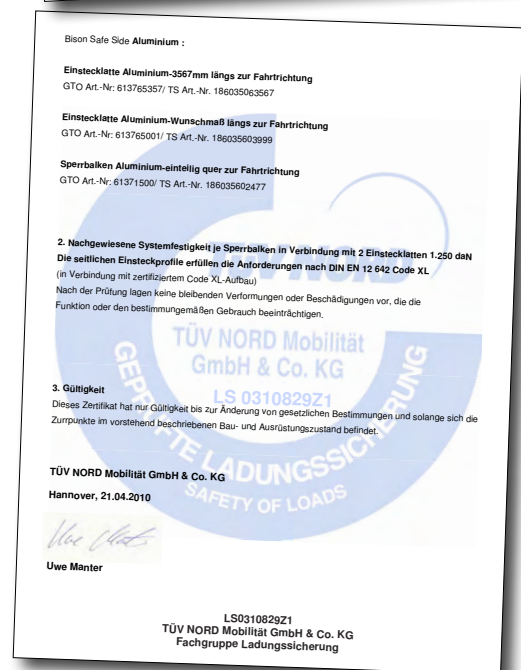 Bison Safe Side Aluminium :
Einstecklatte Aluminium-3567mm längs zur Fahrtrichtung
GTO Art.-Nr: 613765357/ TS Art.-Nr. 186035063567
Einstecklatte Aluminium-Wunschmaß längs zur Fahrtrichtung
GTO Art.-Nr: 613765001/ TS Art.-Nr. 186035603999
Sperrbalken Aluminium-einteilig quer zur Fahrtrichtung
GTO Art.-Nr: 61371500/ TS Art.-Nr. 186035602477
TÜV NORD
2. Nachgewiesene Systemfestigkeit je Sperrbalken in Verbindung mit 2 Einstecklatten 1.250 daN
Die seitlichen Einsteckprofile erfüllen die Anforderungen nach DIN EN 12 642 Code XL
(in Verbindung mit zertifiziertem Code XL-Aufbau)
Nach der Prüfung lagen keine bleibenden Verformungen oder Beschädigungen vor, die die
Funktion oder den bestimmungemäßen Gebrauch beeinträchtigen.
TÜV NORD Mobilität
GmbH & Co. KG
LS 0310829Z1
GEPRÜFTE LADUNGSSICHERUNG
SAFETY OF LOADS
3. Gültigkeit
Dieses Zertifikat hat nur Gültigkeit bis zur Änderung von gesetzlichen Bestimmungen und solange sich die
Zurrpunkte im vorstehend beschriebenen Bau- und Ausrüstungszustand befindet.
TÜV NORD Mobilität GmbH & Co. KG
Hannover, 21.04.2010
Uwe Manter
LS0310829Z1
TÜV NORD Mobilität GmbH & Co. KG
Fachgruppe Ladungssicherung